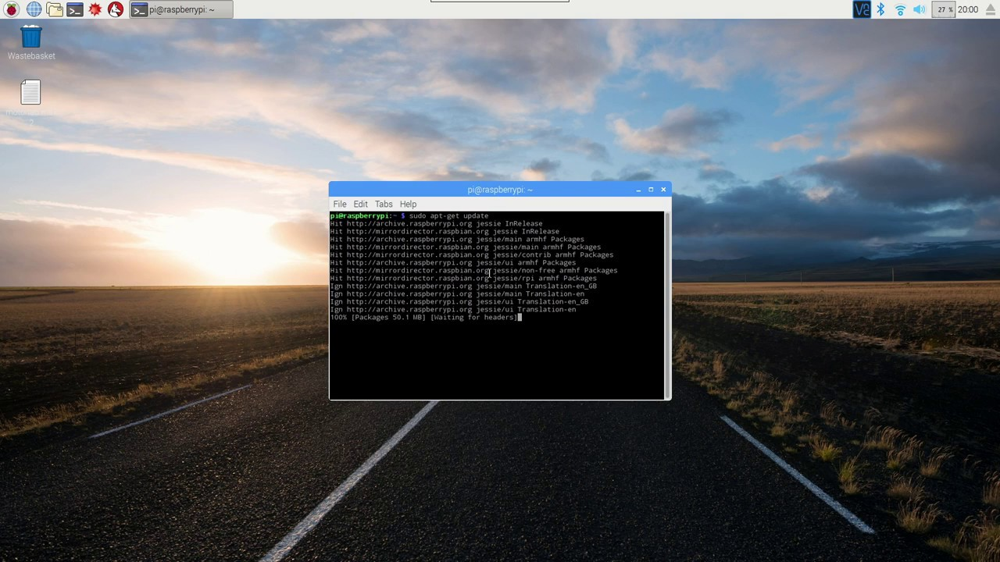 pi@raspberrypi: ~
27 %
20:00
Wastebasket
pi@raspberrypi: ~
File Edit Tabs Help
pi@raspberrypi:~ $ sudo apt-get update
Hit http://archive.raspberrypi.org jessie InRelease
Hit http://mirrordirector.raspbian.org jessie InRelease
Hit http://archive.raspberrypi.org jessie/main armhf Packages
Hit http://mirrordirector.raspbian.org jessie/main armhf Packages
Hit http://mirrordirector.raspbian.org jessie/contrib armhf Packages
Hit http://archive.raspberrypi.org jessie/ui armhf Packages
Hit http://mirrordirector.raspbian.org jessie/non-free armhf Packages
Hit http://mirrordirector.raspbian.org jessie/rpi armhf Packages
Ign http://archive.raspberrypi.org jessie/main Translation-en_GB
Ign http://archive.raspberrypi.org jessie/main Translation-en
Ign http://archive.raspberrypi.org jessie/ui Translation-en_GB
Ign http://archive.raspberrypi.org jessie/ui Translation-en
100% [Packages 50.1 MB] [Waiting for headers]